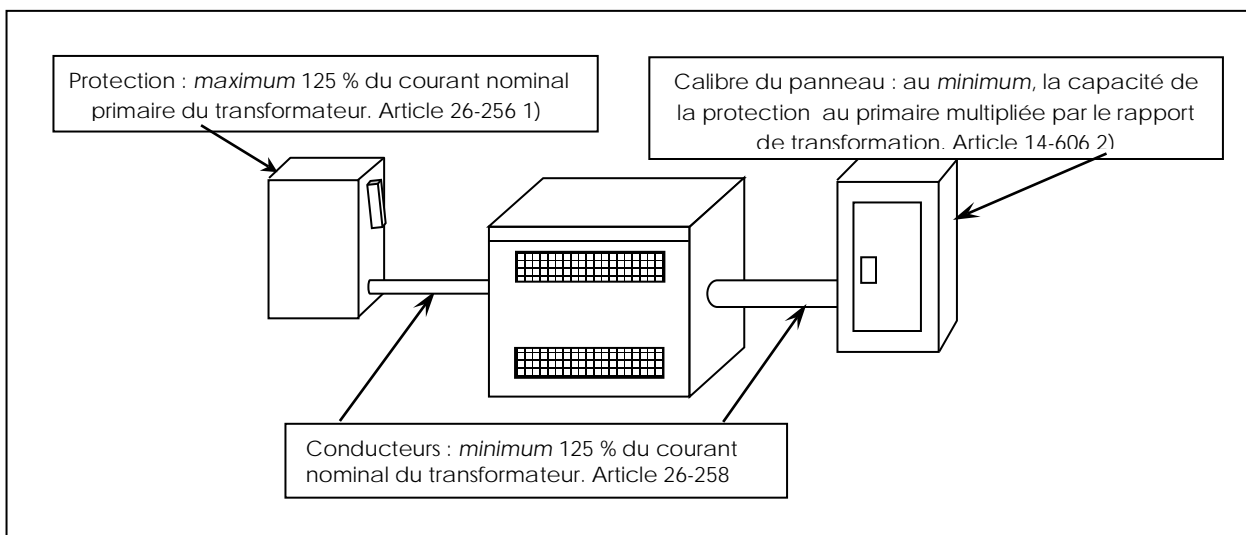 Protection : maximum 125 % du courant nominal
primaire du transformateur. Article 26-256 1)
Calibre du panneau : au minimum, la capacité de
la protection au primaire multipliée par le rapport
de transformation. Article 14-606 2)
Conducteurs : minimum 125 % du courant
nominal du transformateur. Article 26-258